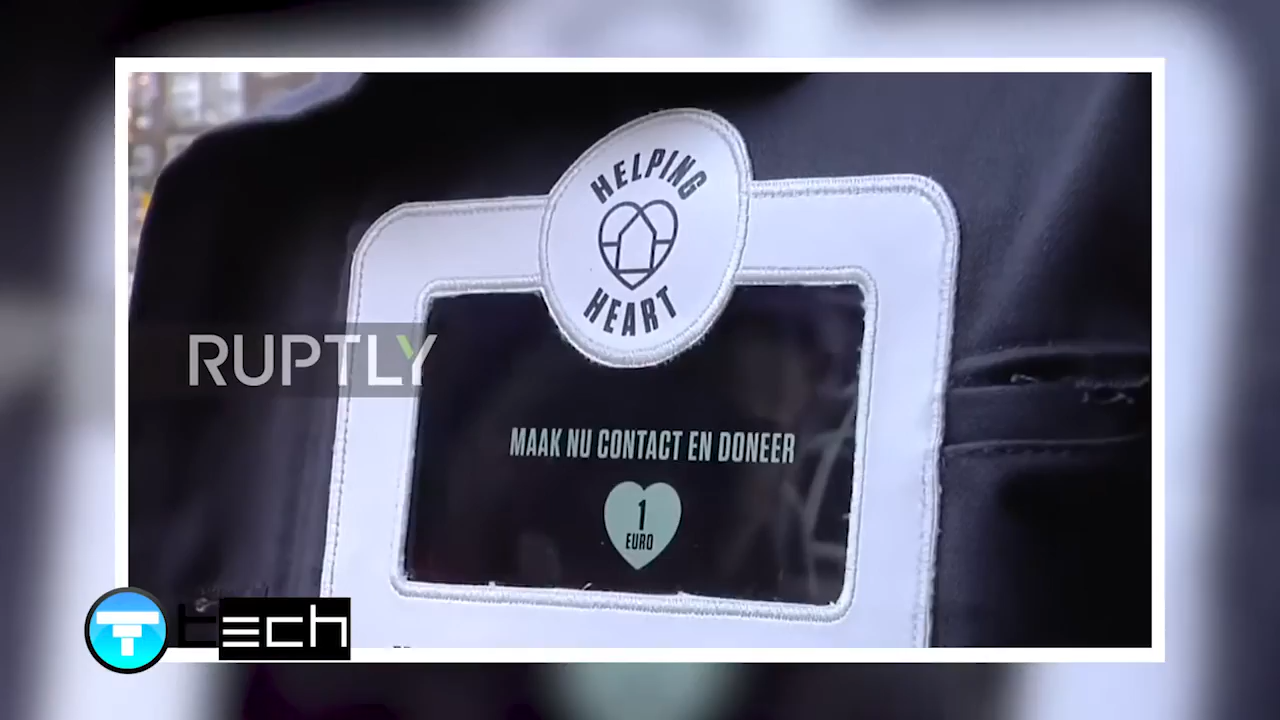 HELPING
HEART
RUPTLY
MAAK NU CONTACT EN DONEER
1
EURO
T tech